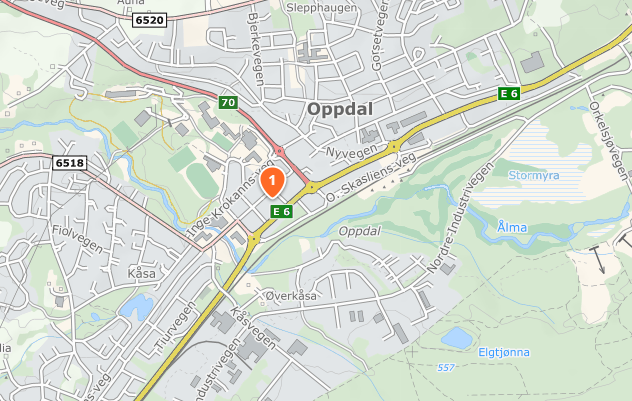 Auna
Slepphaugen
6520
Bjerkevegen
Gorsetvegen
70
Oppdal
E 6
Orkelsjøvegen
6518
Nyvegen
Inge Krokanns veg
1
O. Skasliens veg
Stormyra
E 6
Ålma
Fiolvegen
Oppdal
Nordre Industrivegen
Kåsa
Øverkåsa
Tiurvegen
Kåsvegen
Elgtjønna
557
Industrivegen